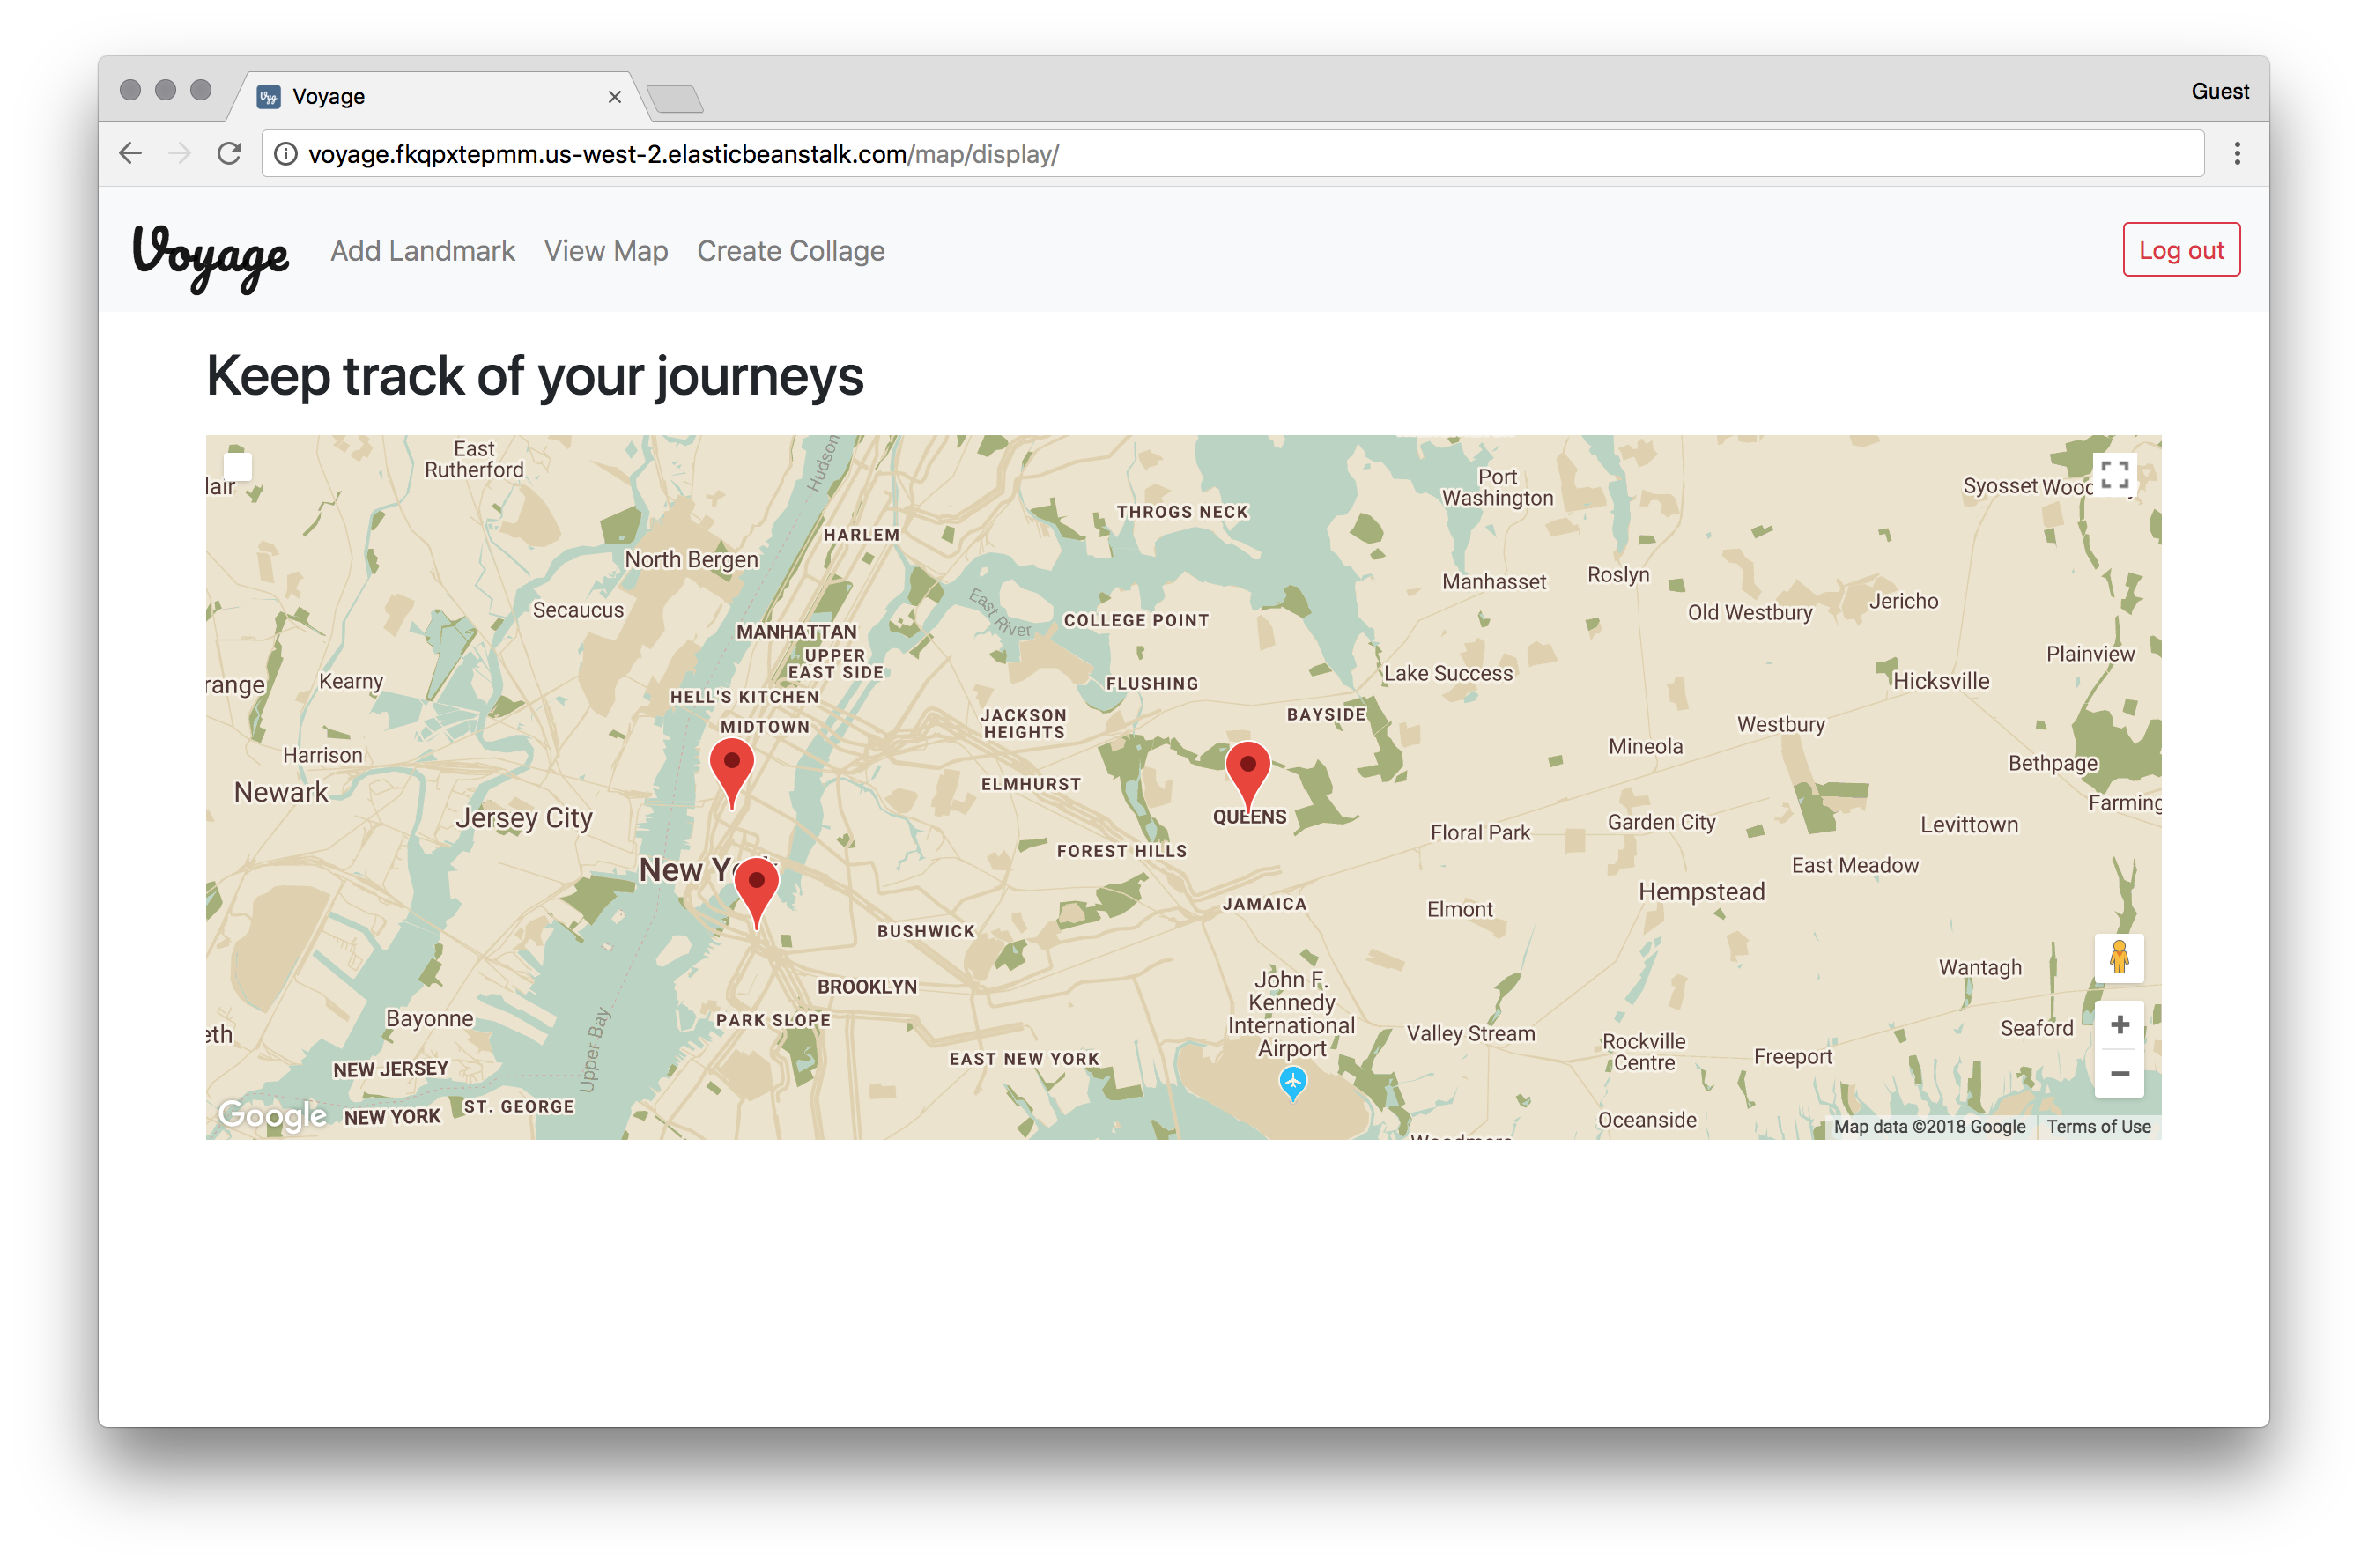 Voyage
Guest
voyage.fkqpxtepmm.us-west-2.elasticbeanstalk.com/map/display/
Voyage
Add Landmark
View Map
Create Collage
Log out
Keep track of your journeys
East
Rutherford
Hudson
Port
Washington
Syosset
lair
THROGS NECK
HARLEM
North Bergen
Manhasset
Roslyn
Secaucus
East River
COLLEGE POINT
Old Westbury
Jericho
MANHATTAN
UPPER
EAST SIDE
Plainview
Kearny
range
HELL'S KITCHEN
FLUSHING
Lake Success
Hicksville
MIDTOWN
JACKSON
HEIGHTS
BAYSIDE
Westbury
Harrison
Mineola
Bethpage
Newark
ELMHURST
Farming
Jersey City
QUEENS
Floral Park
Garden City
Levittown
FOREST HILLS
New York
East Meadow
Hempstead
JAMAICA
Elmont
BUSHWICK
Wantagh
BROOKLYN
John F.
Kennedy
International
Airport
Bayonne
PARK SLOPE
Upper Bay
eth
Valley Stream
Rockville
Centre
Freeport
Seaford
EAST NEW YORK
NEW JERSEY
NEW YORK
ST. GEORGE
Oceanside
Google
Map data ©2018 Google
Terms of Use